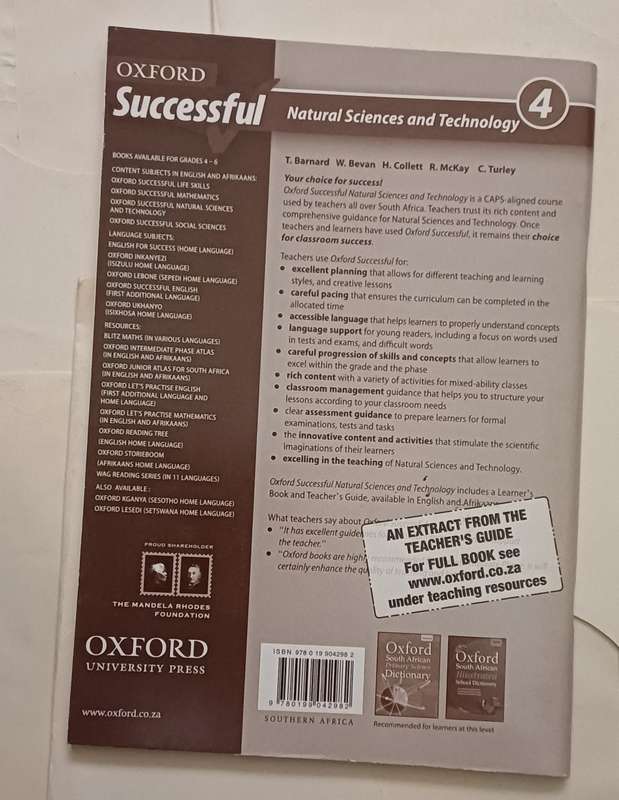 OXFORD
Successful
Natural Sciences and Technology
4
BOOKS AVAILABLE FOR GRADES 4 – 6
CONTENT SUBJECTS IN ENGLISH AND AFRIKAANS:
OXFORD SUCCESSFUL LIFE SKILLS
OXFORD SUCCESSFUL MATHEMATICS
OXFORD SUCCESSFUL NATURAL SCIENCES
AND TECHNOLOGY
OXFORD SUCCESSFUL SOCIAL SCIENCES
LANGUAGE SUBJECTS:
ENGLISH FOR SUCCESS (HOME LANGUAGE)
OXFORD INKANYEZI
(ISIZULU HOME LANGUAGE)
OXFORD LEBONE (SEPEDI HOME LANGUAGE)
OXFORD SUCCESSFUL ENGLISH
(FIRST ADDITIONAL LANGUAGE)
OXFORD UKHANYO
(ISIXHOSA HOME LANGUAGE)
RESOURCES:
BLITZ MATHS (IN VARIOUS LANGUAGES)
OXFORD INTERMEDIATE PHASE ATLAS
(IN ENGLISH AND AFRIKAANS)
OXFORD JUNIOR ATLAS FOR SOUTH AFRICA
(IN ENGLISH AND AFRIKAANS)
OXFORD LET'S PRACTISE ENGLISH
(FIRST ADDITIONAL LANGUAGE AND
HOME LANGUAGE)
OXFORD LET'S PRACTISE MATHEMATICS
(IN ENGLISH AND AFRIKAANS)
OXFORD READING TREE
(ENGLISH HOME LANGUAGE)
OXFORD STORIEBOOM
(AFRIKAANS HOME LANGUAGE)
WAG READING SERIES (IN 11 LANGUAGES)
ALSO AVAILABLE :
OXFORD KGANYA (SESOTHO HOME LANGUAGE)
OXFORD LESEDI (SETSWANA HOME LANGUAGE)
PROUD SHAREHOLDER
THE MANDELA RHODES
FOUNDATION
OXFORD
UNIVERSITY PRESS
www.oxford.co.za
T. Barnard W. Bevan H. Collett R. McKay C. Turley
Your choice for success!
Oxford Successful Natural Sciences and Technology is a CAPS-aligned course
used by teachers all over South Africa. Teachers trust its rich content and
comprehensive guidance for Natural Sciences and Technology. Once
teachers and learners have used Oxford Successful, it remains their choice
for classroom success.
Teachers use Oxford Successful for:
• excellent planning that allows for different teaching and learning
styles, and creative lessons
• careful pacing that ensures the curriculum can be completed in the
allocated time
• accessible language that helps learners to properly understand concepts
• language support for young readers, including a focus on words used
in tests and exams, and difficult words
• careful progression of skills and concepts that allow learners to
excel within the grade and the phase
• rich content with a variety of activities for mixed-ability classes
• classroom management guidance that helps you to structure your
lessons according to your classroom needs
• clear assessment guidance to prepare learners for formal
examinations, tests and tasks
• the innovative content and activities that stimulate the scientific
imaginations of their learners
• excelling in the teaching of Natural Sciences and Technology.
Oxford Successful Natural Sciences and Technology includes a Learner's
Book and Teacher's Guide, available in English and Afrikaans
What teachers say about
• "It has excellent guidelines
the teacher."
• "Oxford books are highly
certainly enhance the quality of
AN EXTRACT FROM THE
TEACHER'S GUIDE
For FULL BOOK see
www.oxford.co.za
under teaching resources
ISBN 978 0 19 904298 2
9 780199 042982
SOUTHERN AFRICA
Oxford
South African
Primary Science
Dictionary
Oxford
South African
Illustrated
School Dictionary
Recommended for learners at this level